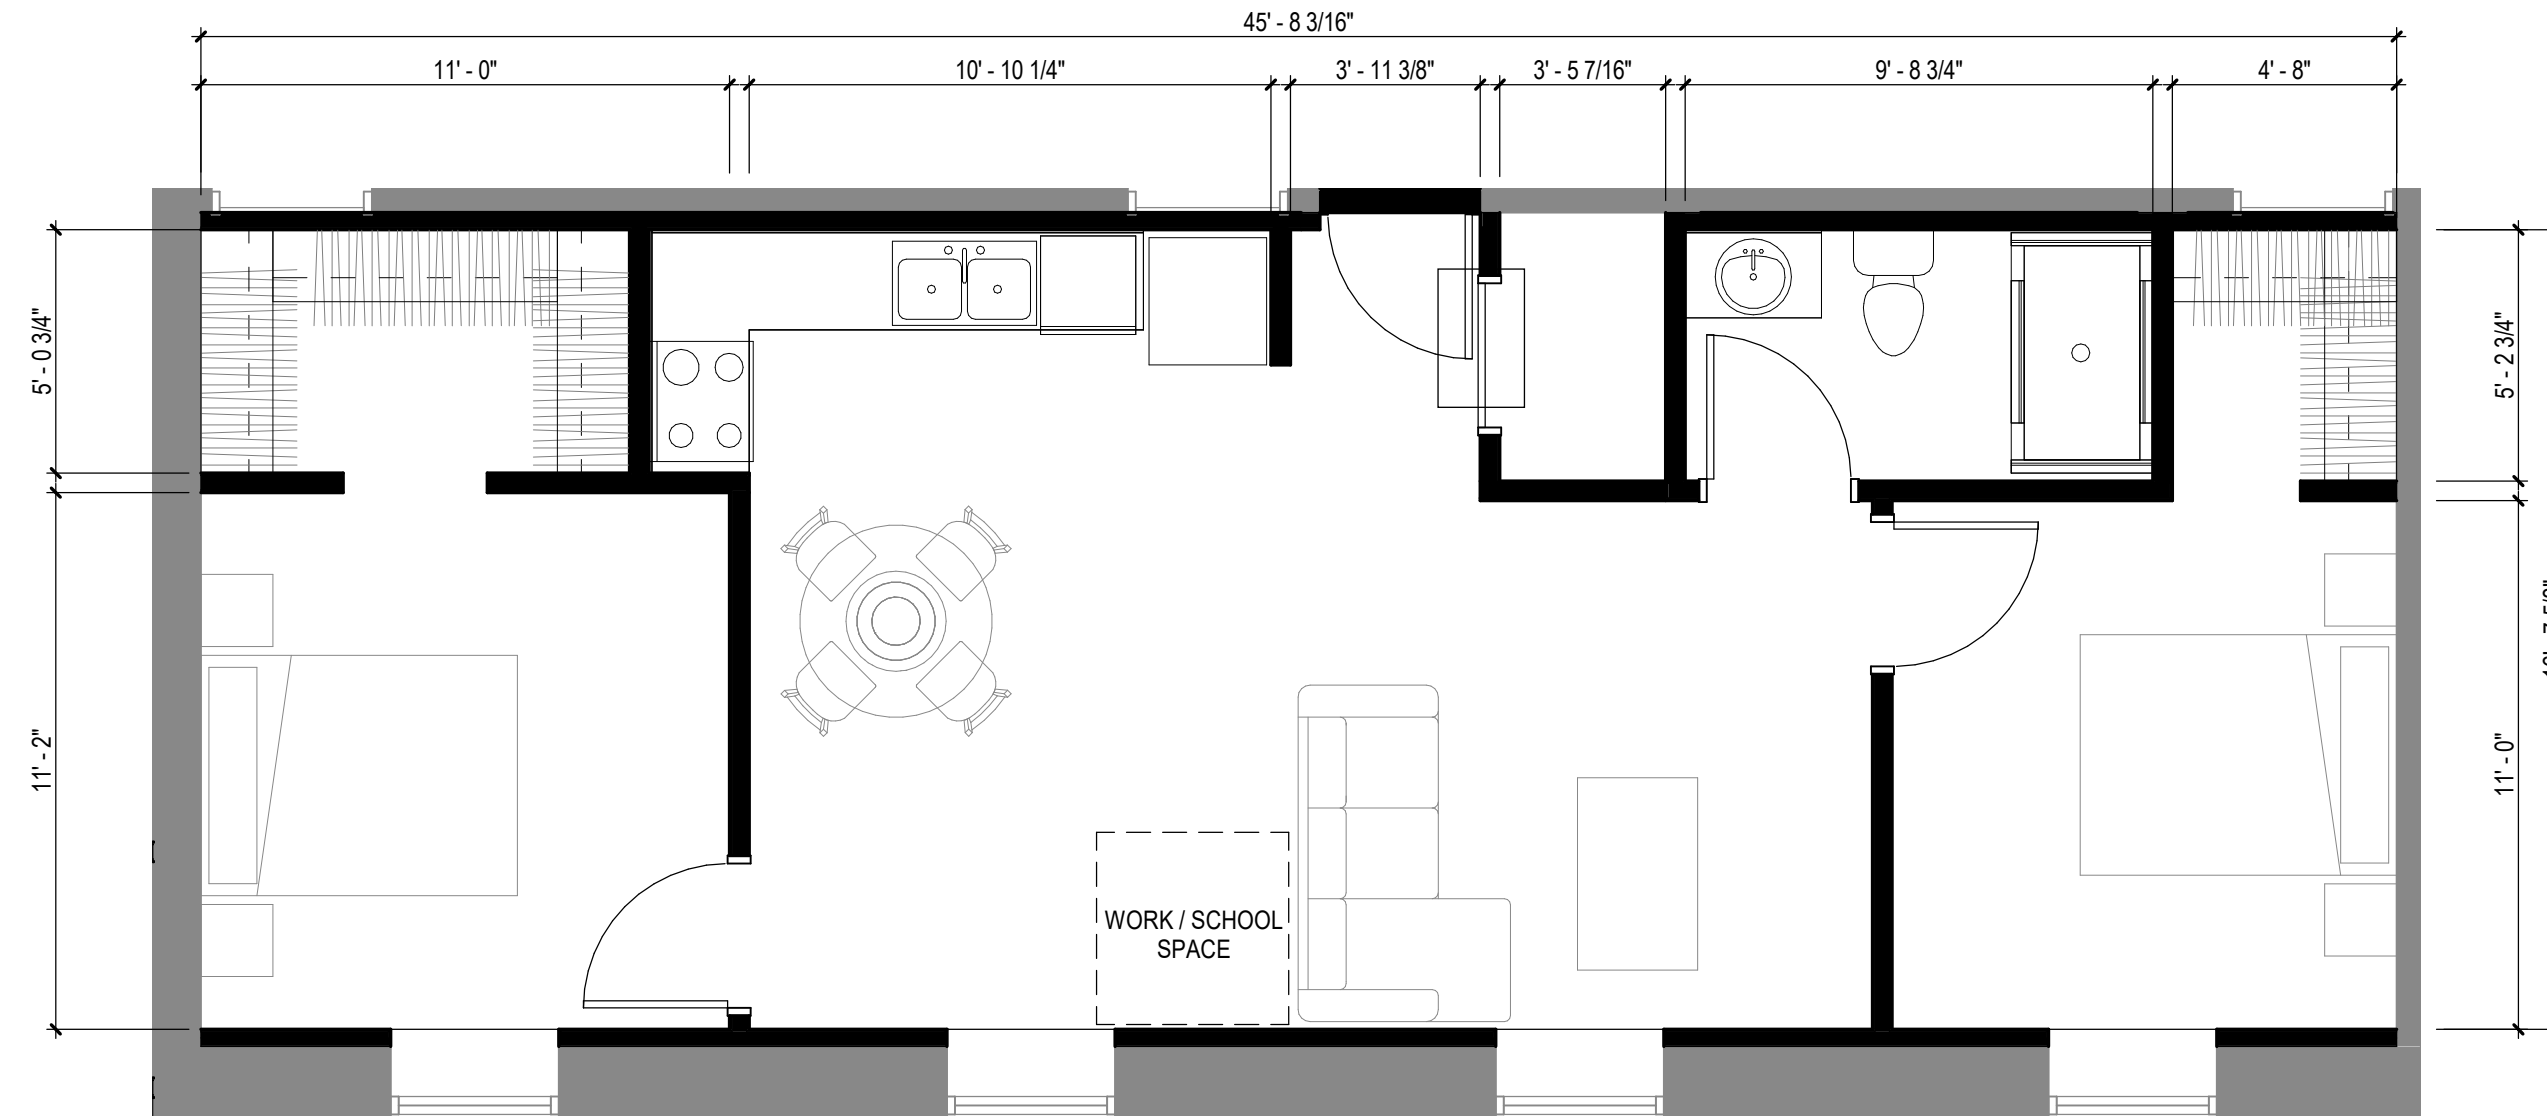 45' - 8 3/16"
11' - 0"
10' - 10 1/4"
3' - 11 3/8"
3' - 5 7/16"
9' - 8 3/4"
4' - 8"
5' - 0 3/4"
5' - 2 3/4"
11' - 2"
11' - 0"
WORK / SCHOOL
SPACE